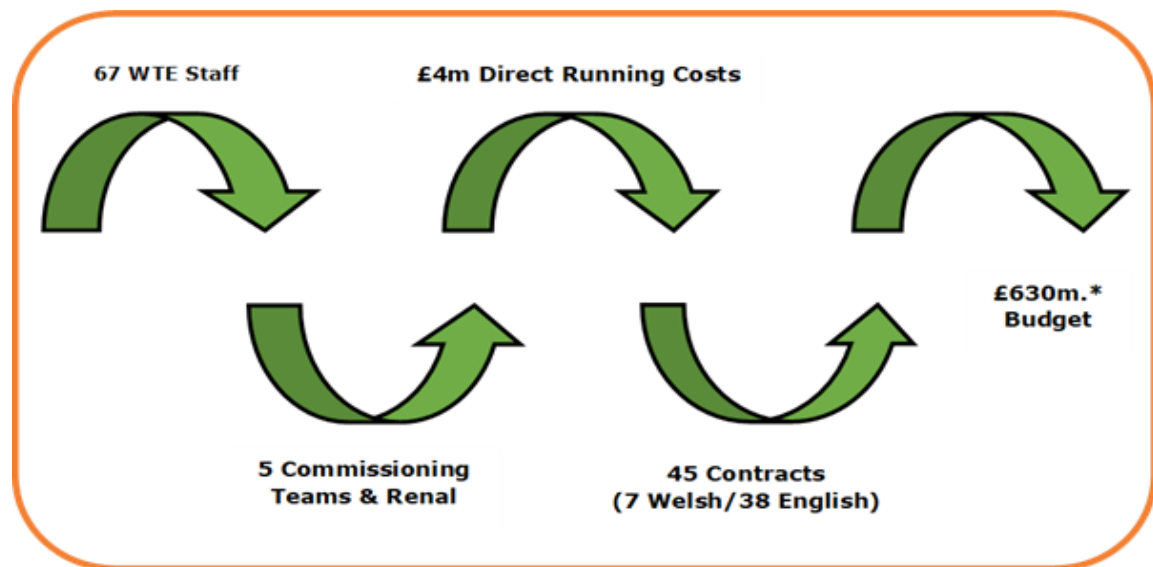 67 WTE Staff
£4m Direct Running Costs
£630m.*
Budget
5 Commissioning
Teams & Renal
45 Contracts
(7 Welsh/38 English)